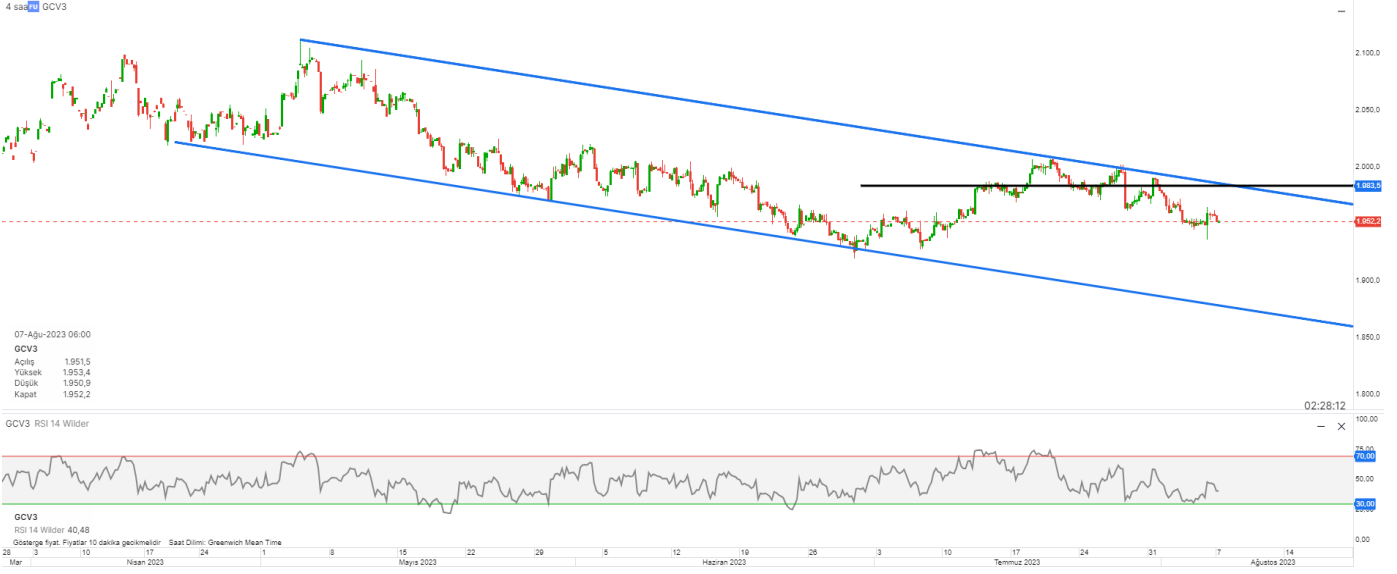 4 saa FU GCV3
2.100,0
2.050,0
2.000,0
1.983,5
1.952,2
1.900,0
1.850,0
1.800,0
07-Ağu-2023 06:00
GCV3
Açılış 1.951,5
Yüksek 1.953,4
Düşük 1.950,9
Kapat 1.952,2
02:28:12
GCV3 RSI 14 Wilder
100,00
75,00
70,00
50,00
30,00
25,00
0,00
GCV3
RSI 14 Wilder 40,48
Gösterge fiyat. Fiyatlar 10 dakika gecikmelidir Saat Dilimi: Greenwich Mean Time
28 3 10 17 24 1 8 15 22 29 5 12 19 26 3 10 17 24 31 7 14
Mar Nisan 2023 Mayıs 2023 Haziran 2023 Temmuz 2023 Ağustos 2023